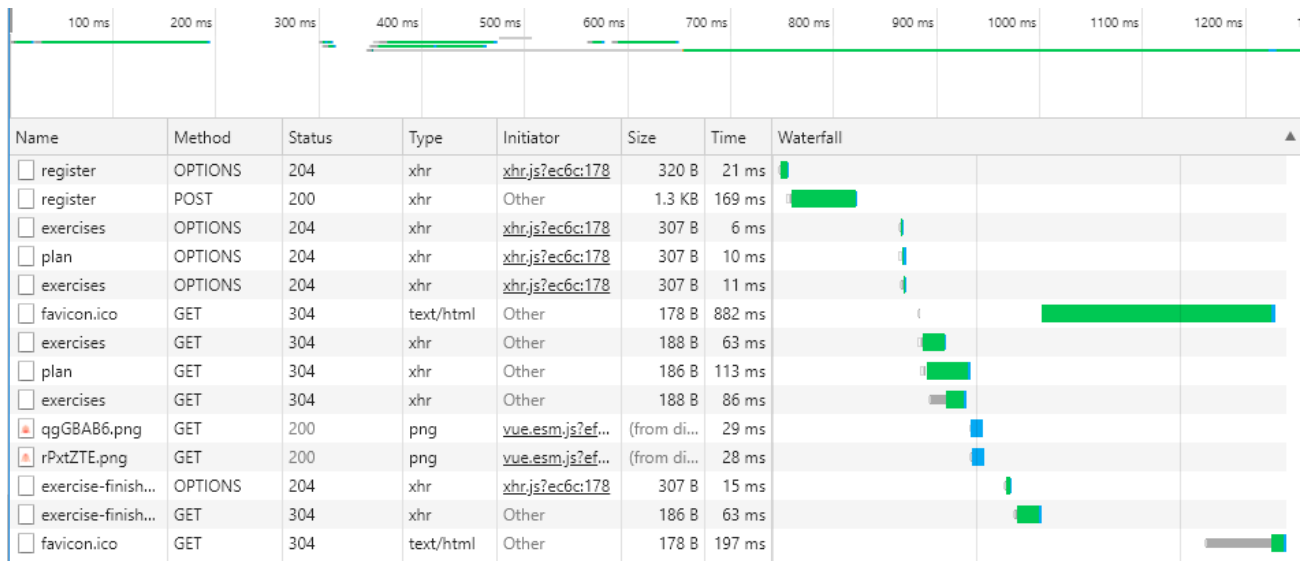 100 ms 200 ms 300 ms 400 ms 500 ms 600 ms 700 ms 800 ms 900 ms 1000 ms 1100 ms 1200 ms 1
Name Method Status Type Initiator Size Time Waterfall
register OPTIONS 204 xhr xhr.js?ec6c:178 320 B 21 ms
register POST 200 xhr Other 1.3 KB 169 ms
exercises OPTIONS 204 xhr xhr.js?ec6c:178 307 B 6 ms
plan OPTIONS 204 xhr xhr.js?ec6c:178 307 B 10 ms
exercises OPTIONS 204 xhr xhr.js?ec6c:178 307 B 11 ms
favicon.ico GET 304 text/html Other 178 B 882 ms
exercises GET 304 xhr Other 188 B 63 ms
plan GET 304 xhr Other 186 B 113 ms
exercises GET 304 xhr Other 188 B 86 ms
qgGBAB6.png GET 200 png vue.esm.js?ef... (from di... 29 ms
rPxtZTE.png GET 200 png vue.esm.js?ef... (from di... 28 ms
exercise-finish... OPTIONS 204 xhr xhr.js?ec6c:178 307 B 15 ms
exercise-finish... GET 304 xhr Other 186 B 63 ms
favicon.ico GET 304 text/html Other 178 B 197 ms